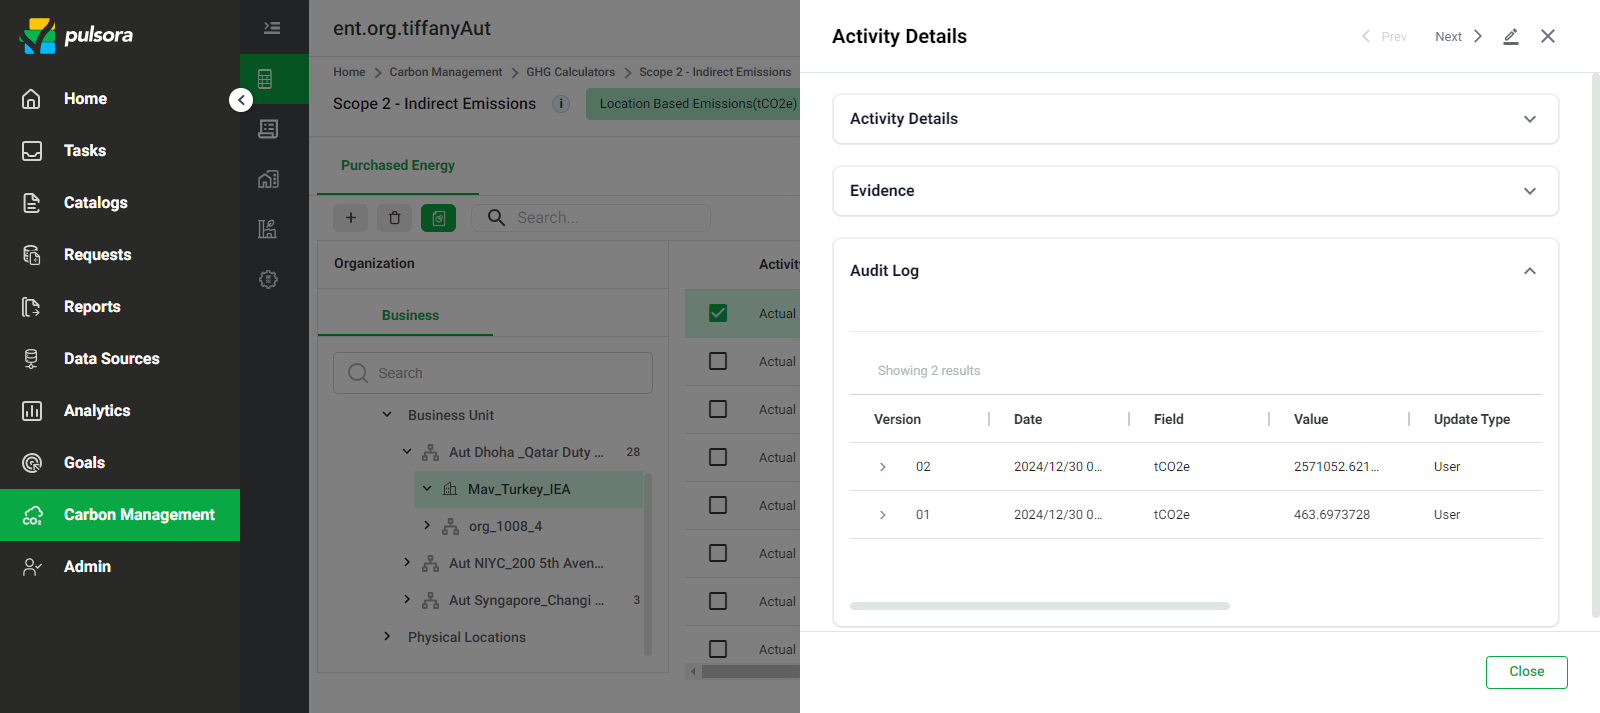 pulsora
Home
Tasks
Catalogs
Requests
Reports
Data Sources
Analytics
Goals
Carbon Management
Admin
ent.org.tiffanyAut
Home > Carbon Management > GHG Calculators > Scope 2 - Indirect Emissions
Scope 2 - Indirect Emissions i Location Based Emissions(tCO2e)
Purchased Energy
Search...
Organization
Business
Search
Business Unit
Aut Dhoha _Qatar Duty ... 28
Mav_Turkey_IEA
org_1008_4
Aut NIYC_200 5th Aven...
Aut Syngapore_Changi ... 3
Physical Locations
Activity
Actual
Actual
Actual
Actual
Actual
Actual
Actual
Actual
Activity Details
Prev Next
Activity Details
Evidence
Audit Log
Showing 2 results
Version Date Field Value Update Type
02 2024/12/30 0... tCO2e 2571052.621... User
01 2024/12/30 0... tCO2e 463.6973728 User
Close